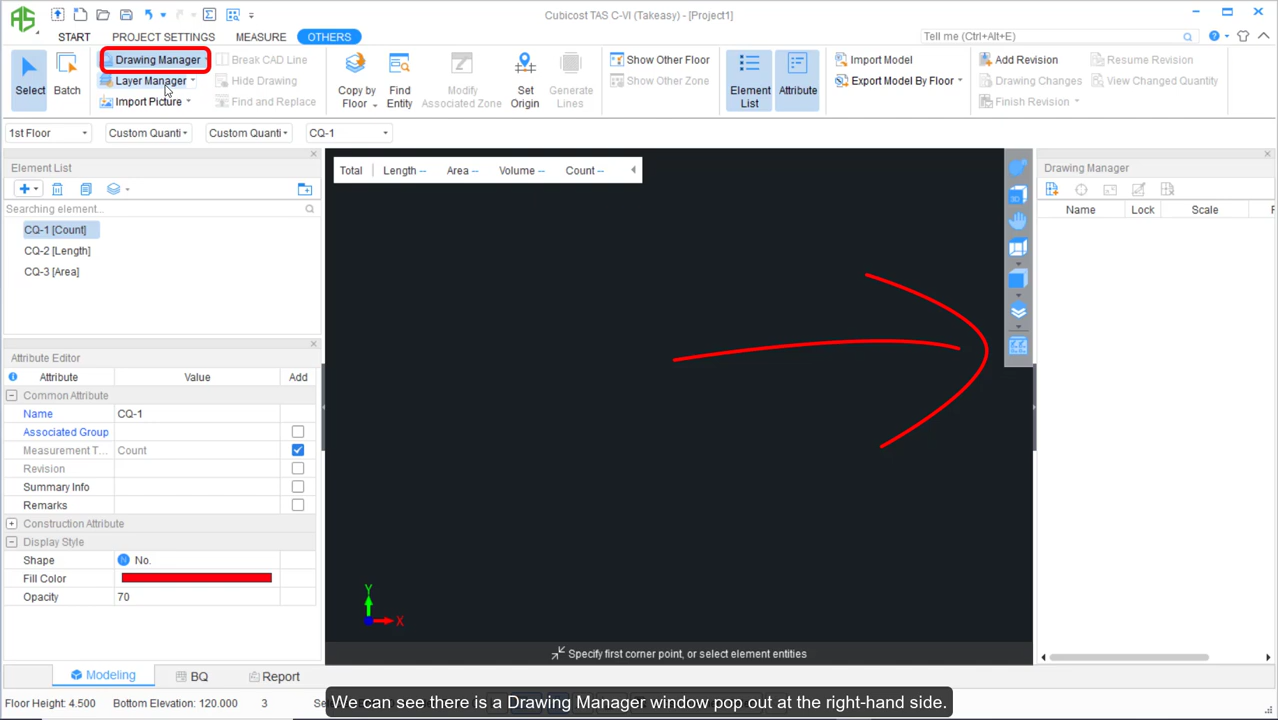 Cubicost TAS C-VI (Takeasy) - [Project1]
START PROJECT SETTINGS MEASURE OTHERS Tell me (Ctrl+Alt+E)
Select
Batch
Drawing Manager
Layer Manager
Import Picture
Break CAD Line
Hide Drawing
Find and Replace
Copy by
Floor
Find
Entity
Modify
Associated Zone
Set
Origin
Generate
Lines
Show Other Floor
Show Other Zone
Element
List
Attribute
Import Model
Export Model By Floor
Add Revision
Drawing Changes
Finish Revision
Resume Revision
View Changed Quantity
1st Floor Custom Quanti Custom Quanti CQ-1
Element List
Searching element...
CQ-1 [Count]
CQ-2 [Length]
CQ-3 [Area]
Attribute Editor
Attribute Value Add
Common Attribute
Name CQ-1
Associated Group
Measurement T... Count
Revision
Summary Info
Remarks
Construction Attribute
Display Style
Shape No.
Fill Color
Opacity 70
Total Length -- Area -- Volume -- Count --
3D
Y
X
Specify first corner point, or select element entities
Drawing Manager
Name Lock Scale
Modeling BQ Report
Floor Height: 4.500 Bottom Elevation: 120.000 3
We can see there is a Drawing Manager window pop out at the right-hand side.